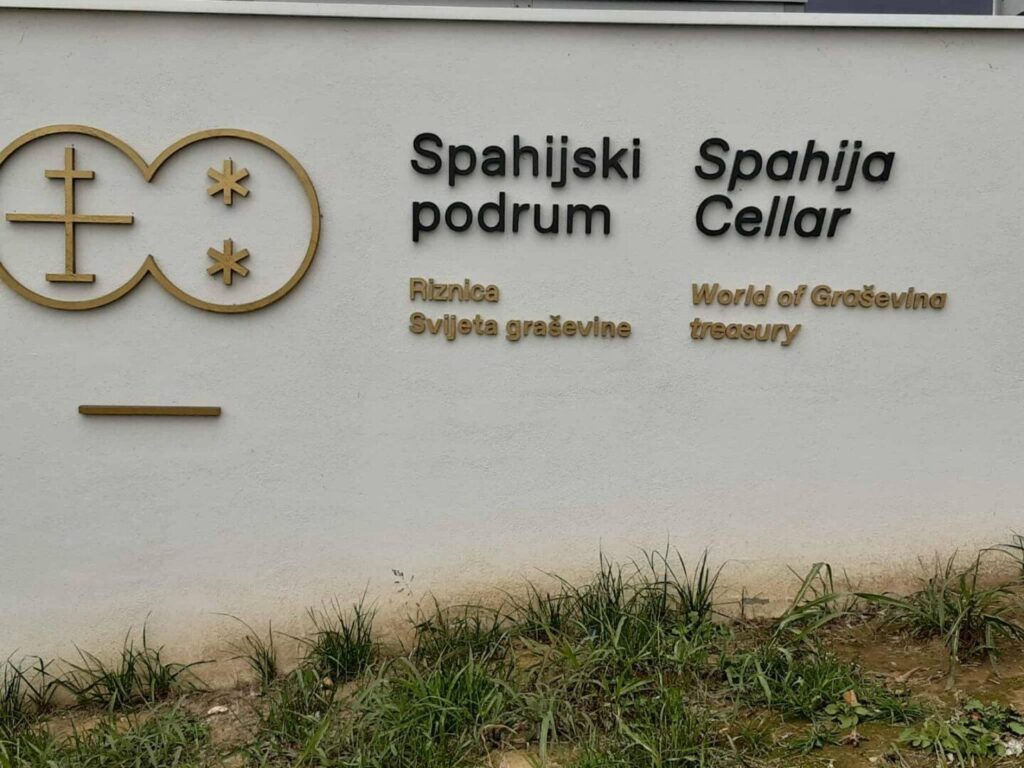 Spahijski
podrum
Riznica
Svijeta graševine
Spahija
Cellar
World of Graševina
treasury